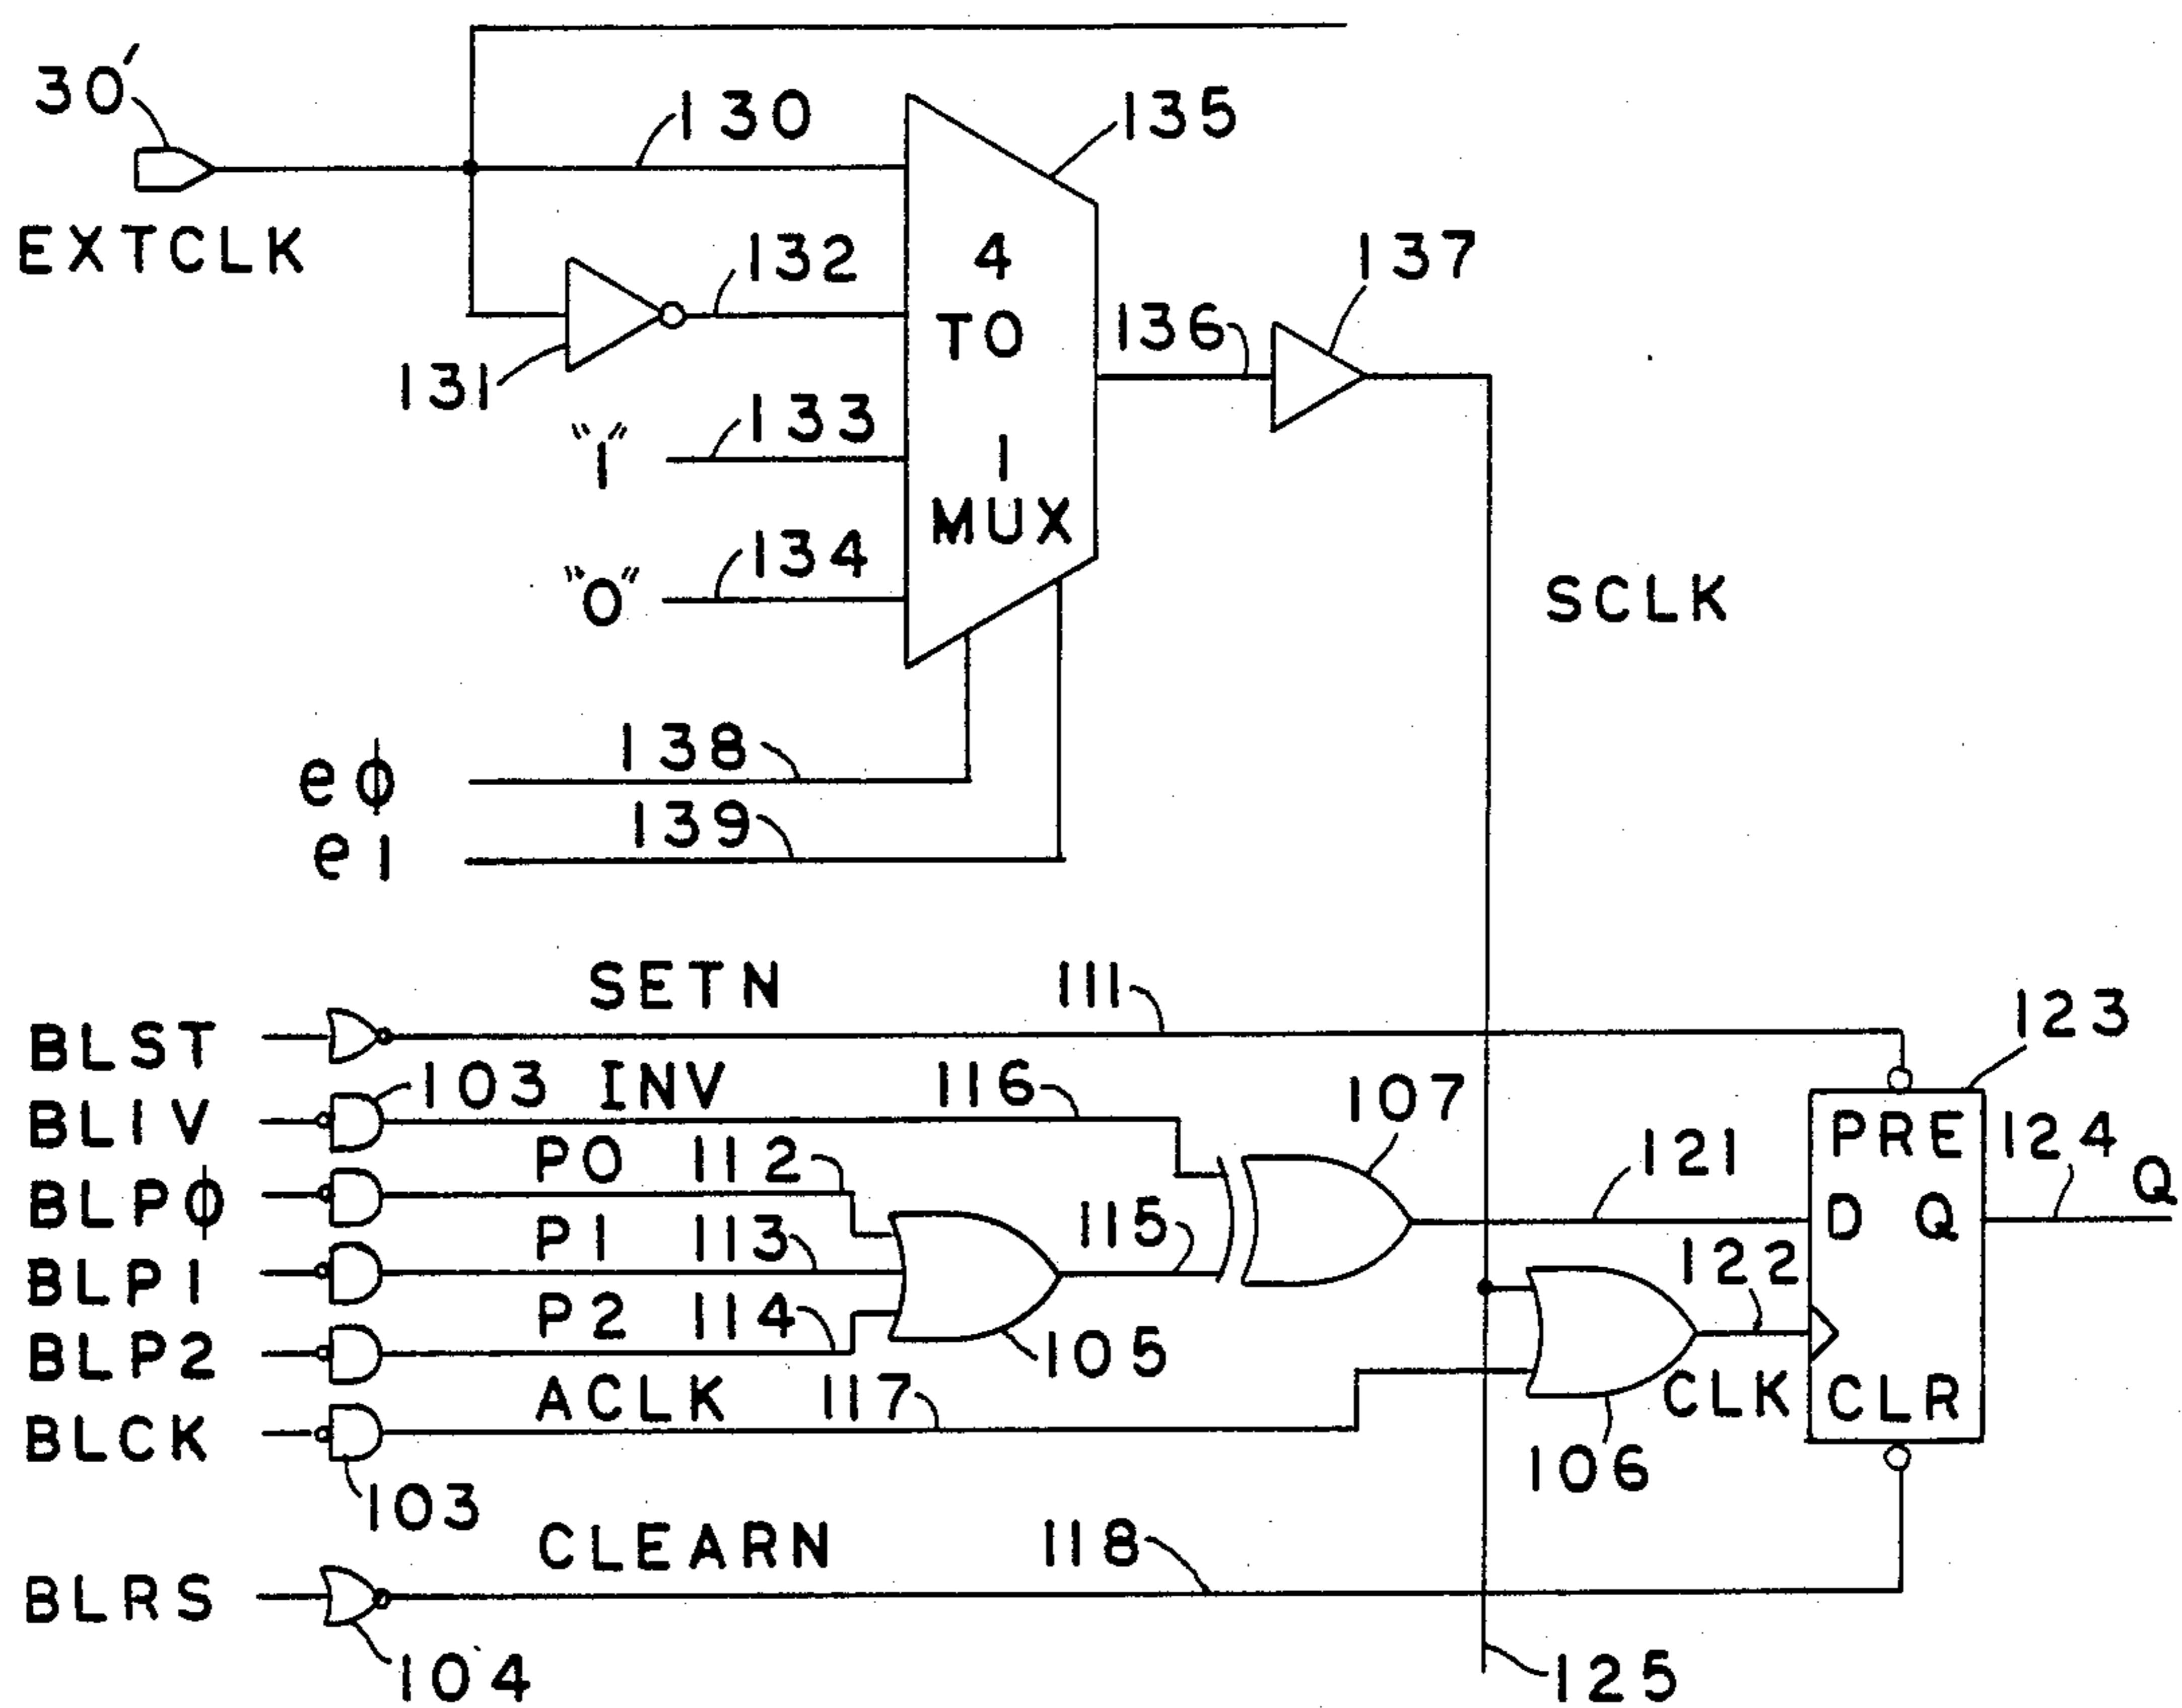 30′
130
135
EXTCLK
132
137
4
TO
1
MUX
136
131
"1"
133
"0"
134
SCLK
138
eϕ
139
e1
SETN
111
123
BLST
103
INV
116
107
BLIV
P0
112
121
PRE
124
Q
BLPϕ
D
Q
P1
113
115
122
BLP1
P2
114
105
BLP2
ACLK
117
CLK
CLR
BLCK
106
103
CLEARN
118
BLRS
104
125